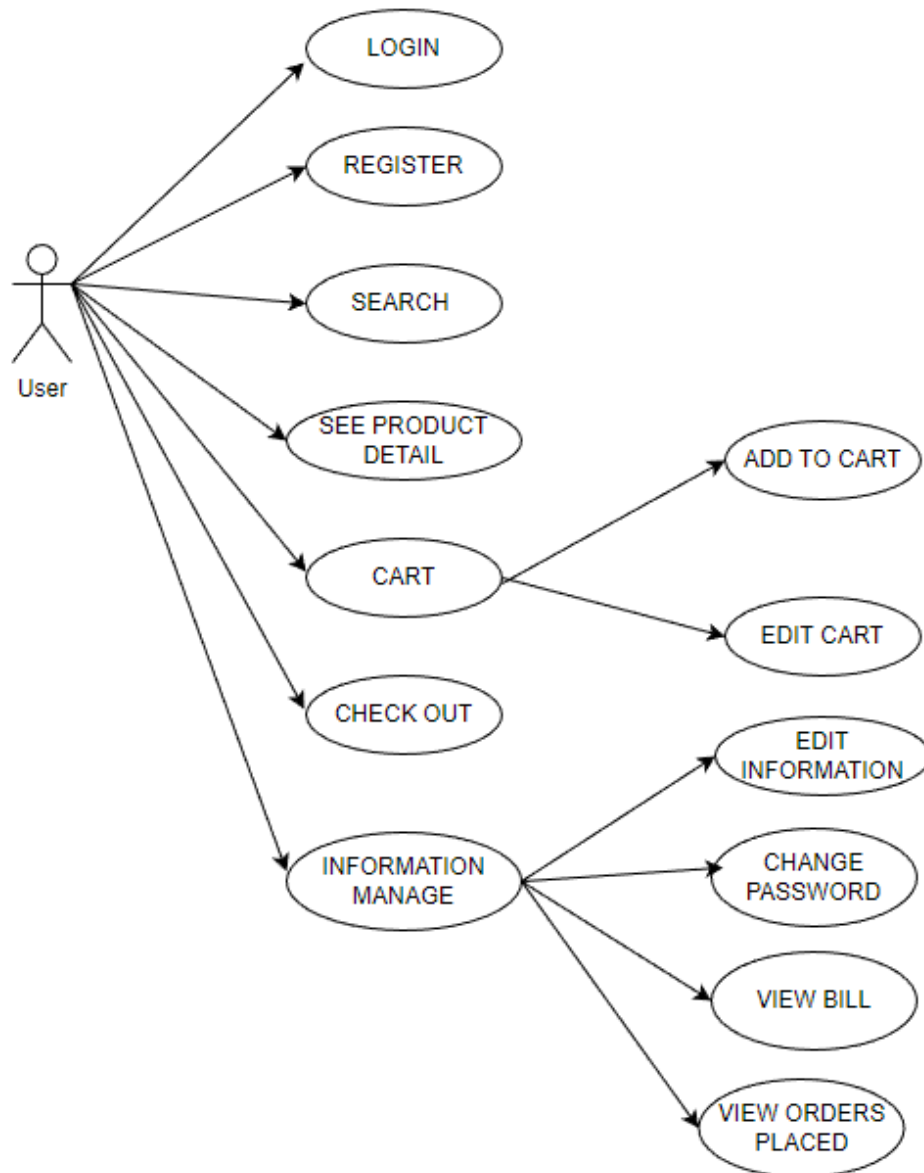 LOGIN
REGISTER
SEARCH
User
SEE PRODUCT
DETAIL
ADD TO CART
CART
EDIT CART
CHECK OUT
EDIT
INFORMATION
INFORMATION
MANAGE
CHANGE
PASSWORD
VIEW BILL
VIEW ORDERS
PLACED